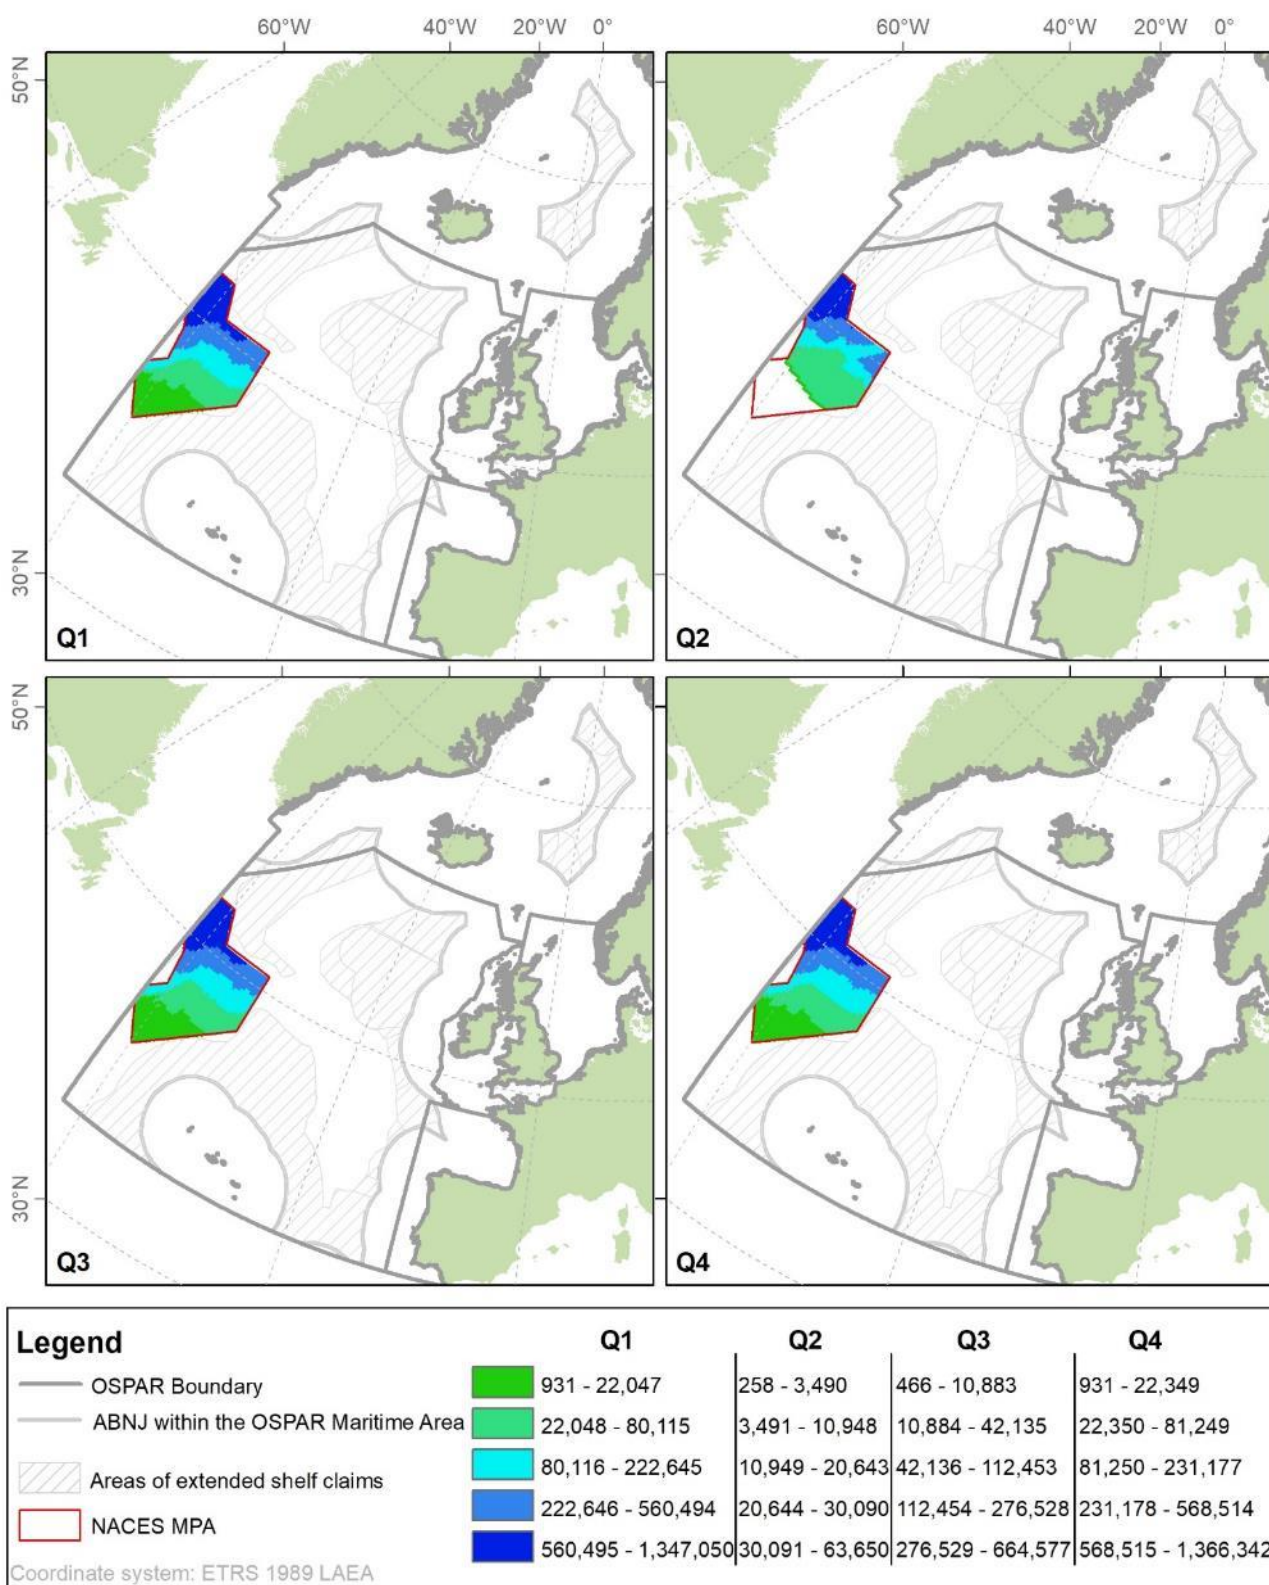 60°W 40°W 20°W 0° 60°W 40°W 20°W 0°
50°N
30°N
Q1 Q2
50°N
30°N
Q3 Q4
Legend Q1 Q2 Q3 Q4
OSPAR Boundary 931 - 22,047 258 - 3,490 466 - 10,883 931 - 22,349
ABNJ within the OSPAR Maritime Area 22,048 - 80,115 3,491 - 10,948 10,884 - 42,135 22,350 - 81,249
Areas of extended shelf claims 80,116 - 222,645 10,949 - 20,643 42,136 - 112,453 81,250 - 231,177
NACES MPA 222,646 - 560,494 20,644 - 30,090 112,454 - 276,528 231,178 - 568,514
560,495 - 1,347,050 30,091 - 63,650 276,529 - 664,577 568,515 - 1,366,342
Coordinate system: ETRS 1989 LAEA